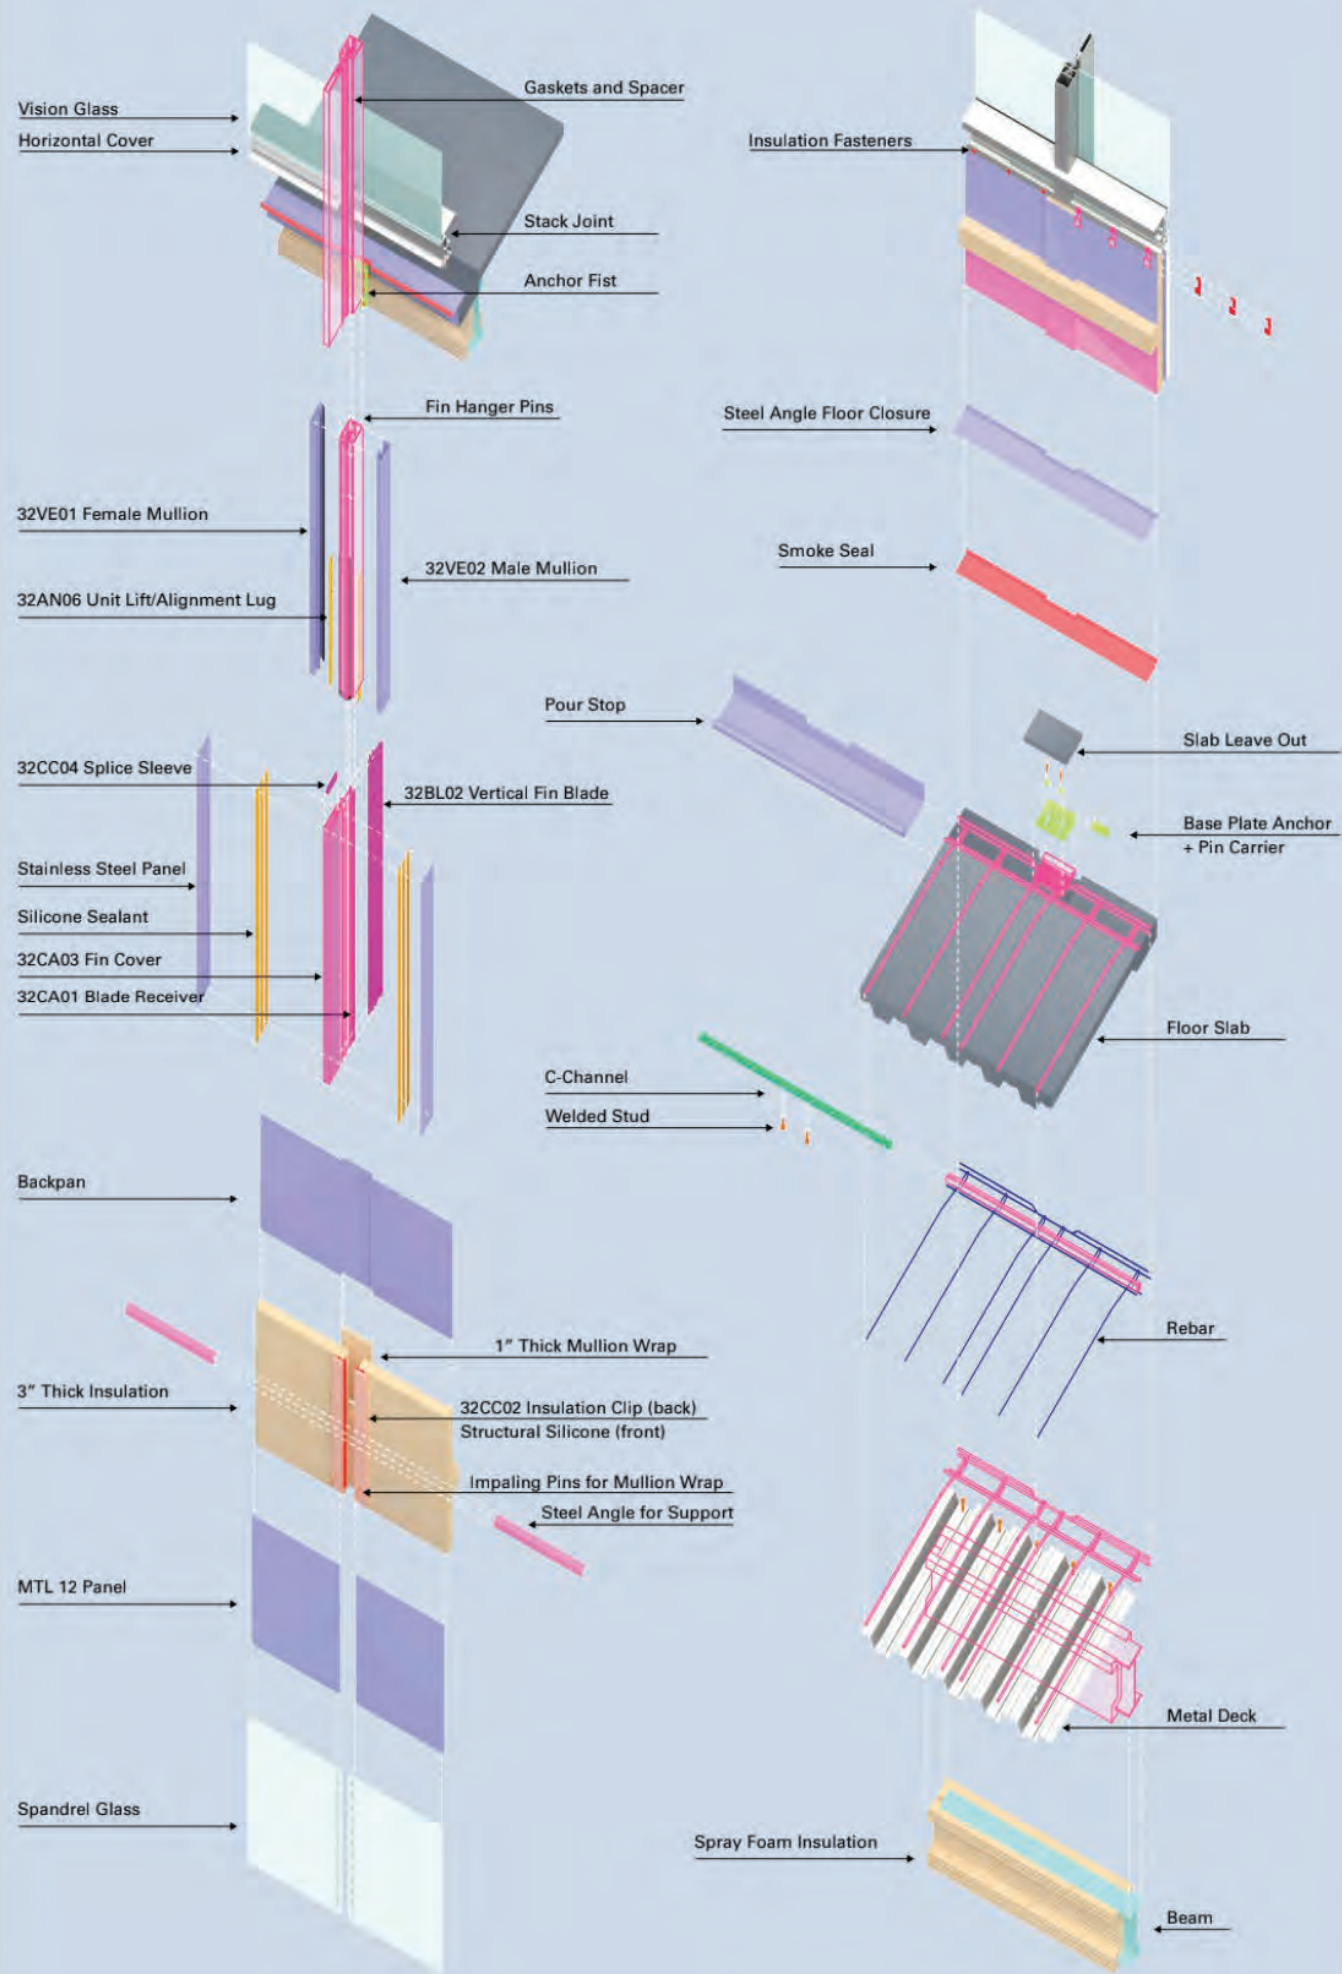 Vision Glass
Horizontal Cover
Gaskets and Spacer
Stack Joint
Anchor Fist
Fin Hanger Pins
32VE01 Female Mullion
32VE02 Male Mullion
32AN06 Unit Lift/Alignment Lug
32CC04 Splice Sleeve
32BL02 Vertical Fin Blade
Stainless Steel Panel
Silicone Sealant
32CA03 Fin Cover
32CA01 Blade Receiver
Backpan
1” Thick Mullion Wrap
3” Thick Insulation
32CC02 Insulation Clip (back)
Structural Silicone (front)
Impaling Pins for Mullion Wrap
Steel Angle for Support
MTL 12 Panel
Spandrel Glass
Insulation Fasteners
Steel Angle Floor Closure
Smoke Seal
Pour Stop
Slab Leave Out
Base Plate Anchor
+ Pin Carrier
Floor Slab
C-Channel
Welded Stud
Rebar
Metal Deck
Spray Foam Insulation
Beam